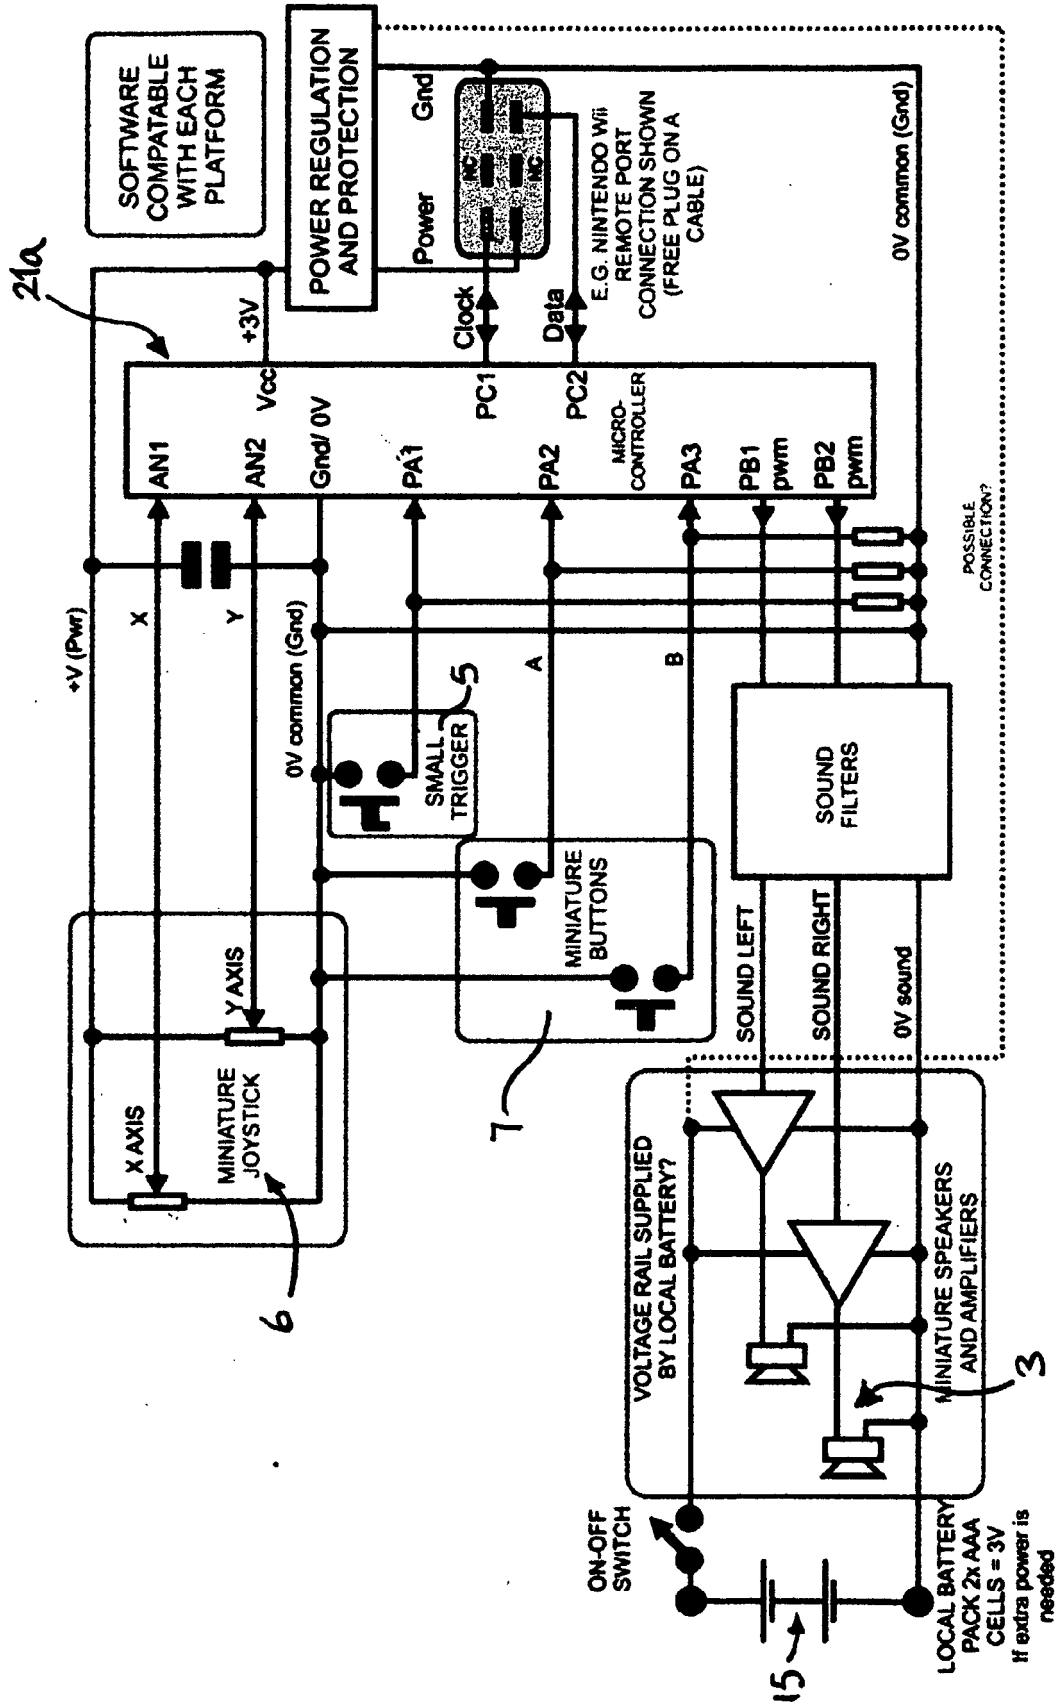 SOFTWARE
COMPATABLE
WITH EACH
PLATFORM
21a
+3V
POWER REGULATION
AND PROTECTION
Power
Gnd
NC
NC
Clock
Data
E.G. NINTENDO Wii
REMOTE PORT
CONNECTION SHOWN
(FREE PLUG ON A
CABLE)
0V common (Gnd)
AN1
Vcc
AN2
Gnd/ 0V
PA1
PC1
PA2
PC2
MICRO-
CONTROLLER
PA3
PB1
pwm
PB2
pwm
POSSIBLE
CONNECTION?
+V (Pwr)
X
Y
0V common (Gnd)
A
B
SMALL
TRIGGER
5
MINIATURE
BUTTONS
7
X AXIS
Y AXIS
MINIATURE
JOYSTICK
6
SOUND
FILTERS
SOUND LEFT
SOUND RIGHT
0V sound
VOLTAGE RAIL SUPPLIED
BY LOCAL BATTERY?
MINIATURE SPEAKERS
AND AMPLIFIERS
3
ON-OFF
SWITCH
15
LOCAL BATTERY
PACK 2x AAA
CELLS = 3V
If extra power is
needed